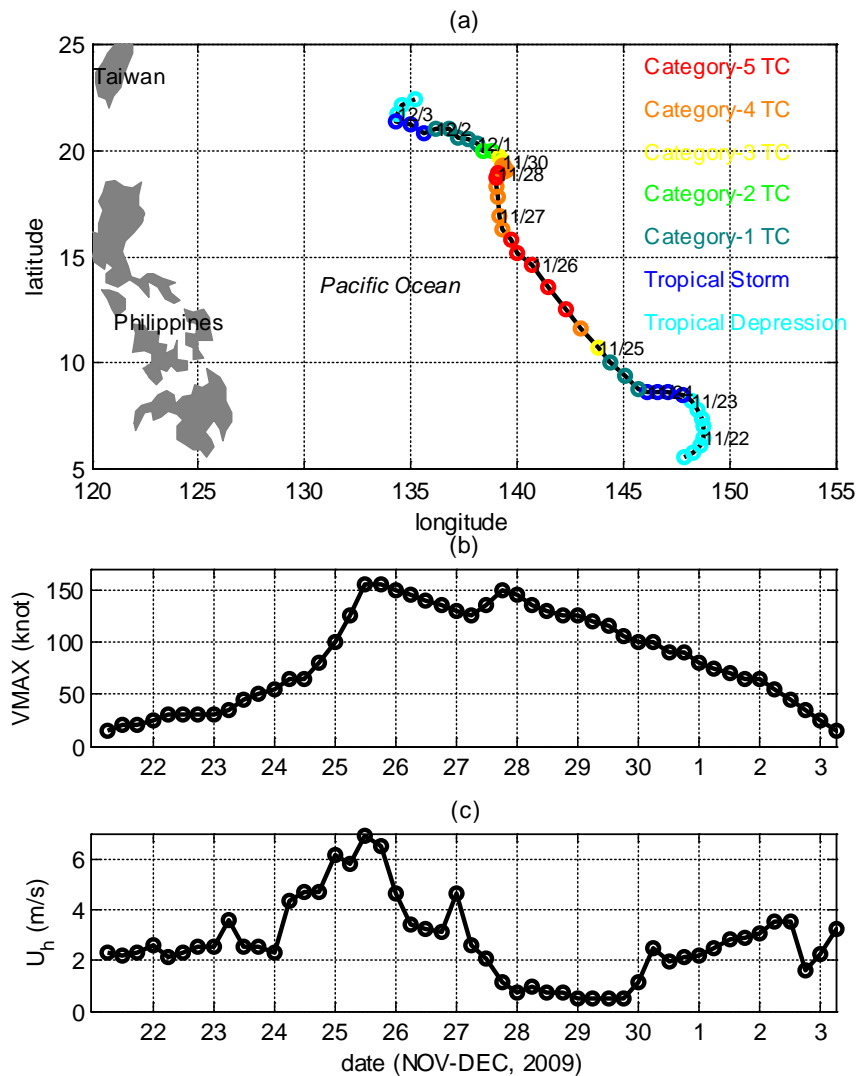 (a)
25
20
15
10
5
latitude
Taiwan
Philippines
Pacific Ocean
12/3
12/2
12/1
11/30
11/28
11/27
11/26
11/25
11/24
11/23
11/22
Category-5 TC
Category-4 TC
Category-3 TC
Category-2 TC
Category-1 TC
Tropical Storm
Tropical Depression
120 125 130 135 140 145 150 155
longitude
(b)
150
100
50
0
VMAX (knot)
22 23 24 25 26 27 28 29 30 1 2 3
(c)
6
4
2
0
U_h (m/s)
22 23 24 25 26 27 28 29 30 1 2 3
date (NOV-DEC, 2009)